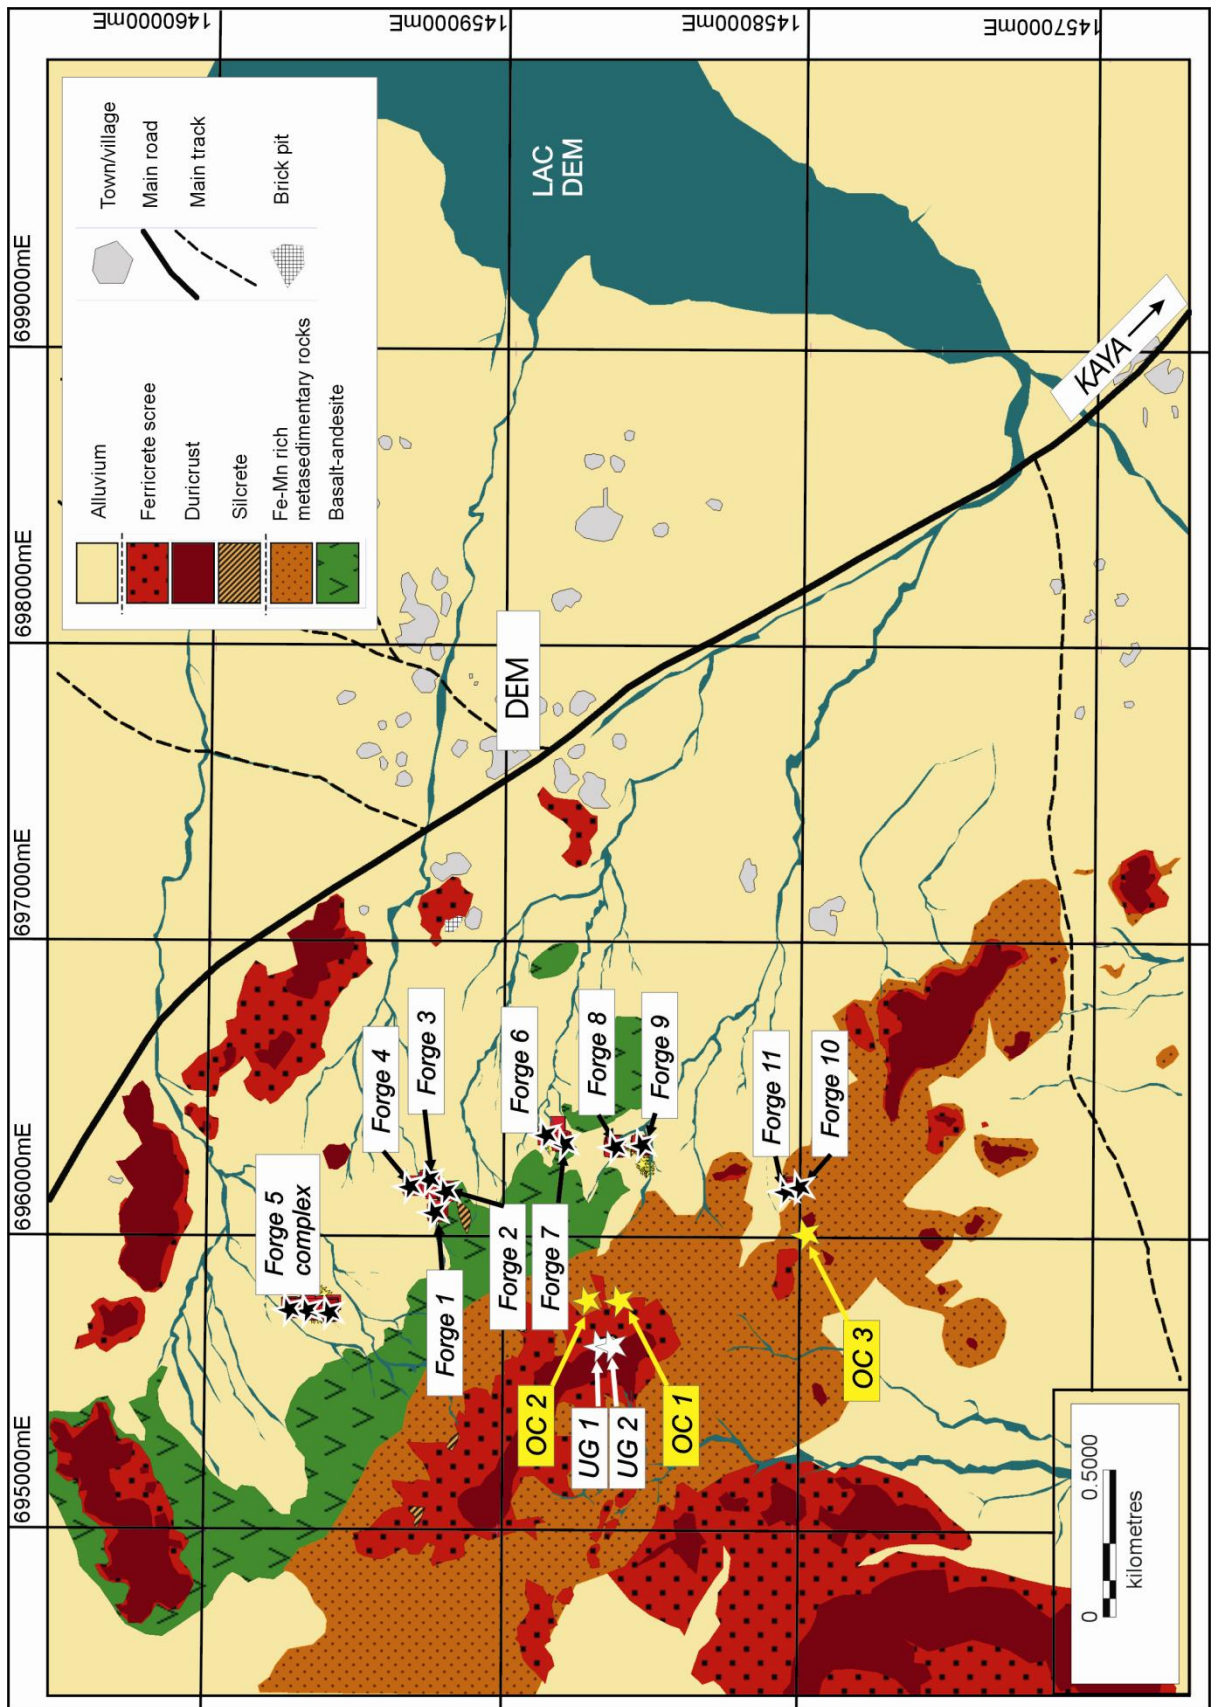 1460000mE
1459000mE
1458000mE
1457000mE
699000mE
698000mE
697000mE
696000mE
695000mE
Town/village
Main road
Main track
Brick pit
Alluvium
Ferricrete scree
Duricrust
Silcrete
Fe-Mn rich
metasedimentary rocks
Basalt-andesite
LAC
DEM
KAYA
DEM
Forge 4
Forge 3
Forge 6
Forge 8
Forge 9
Forge 11
Forge 10
Forge 5
complex
Forge 1
Forge 2
Forge 7
OC 2
UG 1
UG 2
OC 1
OC 3
0
0.5000
kilometres